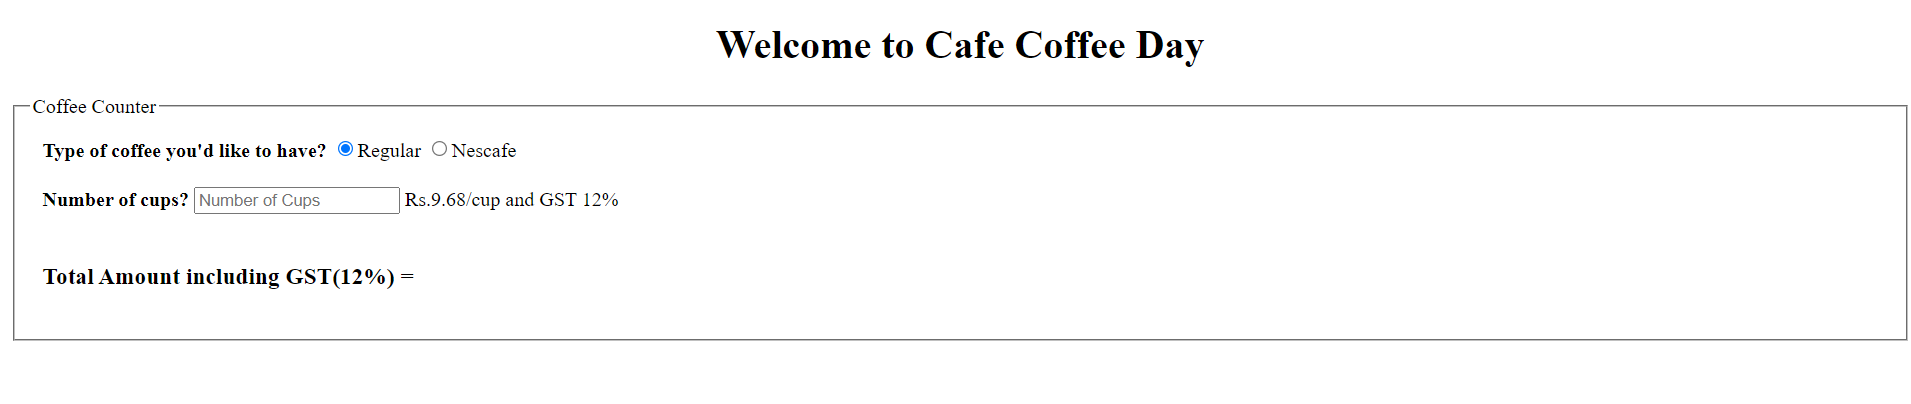 Welcome to Cafe Coffee Day
Coffee Counter
Type of coffee you'd like to have? Regular Nescafe
Number of cups? Number of Cups Rs.9.68/cup and GST 12%
Total Amount including GST(12%) =